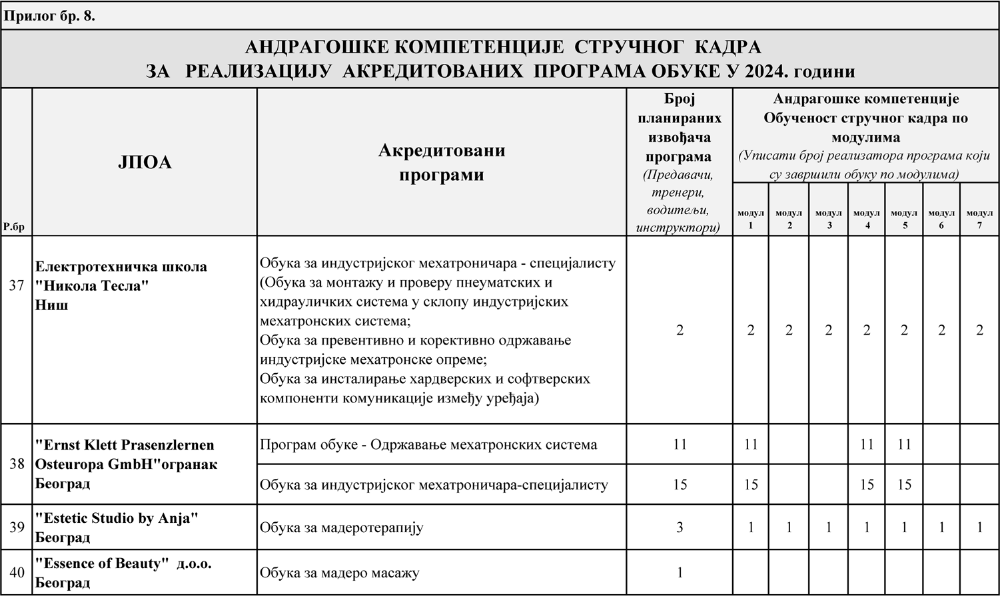 Прилог бр. 8.
АНДРАГОШКЕ КОМПЕТЕНЦИЈЕ СТРУЧНОГ КАДРА
ЗА РЕАЛИЗАЦИЈУ АКРЕДИТОВАНИХ ПРОГРАМА ОБУКЕ У 2024. години
Р.бр
ЈПОА
Акредитовани
програми
Број
планираних
извођача
програма
(Предавачи,
тренери,
водитељи,
инструктори)
Андрагошке компетенције
Обученост стручног кадра по
модулима
(Уписати број реализатора програма који
су завршили обуку по модулима)
модул
1
модул
2
модул
3
модул
4
модул
5
модул
6
модул
7
37
Електротехничка школа
"Никола Тесла"
Ниш
Обука за индустријског мехатроничара - специјалисту
(Обука за монтажу и проверу пнеуматских и
хидрауличких система у склопу индустријских
мехатронских система;
Обука за превентивно и корективно одржавање
индустријске мехатронске опреме;
Обука за инсталирање хардверских и софтверских
компоненти комуникације између уређаја)
2 2 2 2 2 2 2 2
38
"Ernst Klett Prasenzlernen
Osteuropa GmbH"огранак
Београд
Програм обуке - Одржавање мехатронских система 11 11 11 11
Обука за индустријског мехатроничара-специјалисту 15 15 15 15
39
"Estetic Studio by Anja"
Београд
Обука за мадеротерапију 3 1 1 1 1 1 1 1
40
"Essence of Beauty" д.о.о.
Београд
Обука за мадеро масажу 1